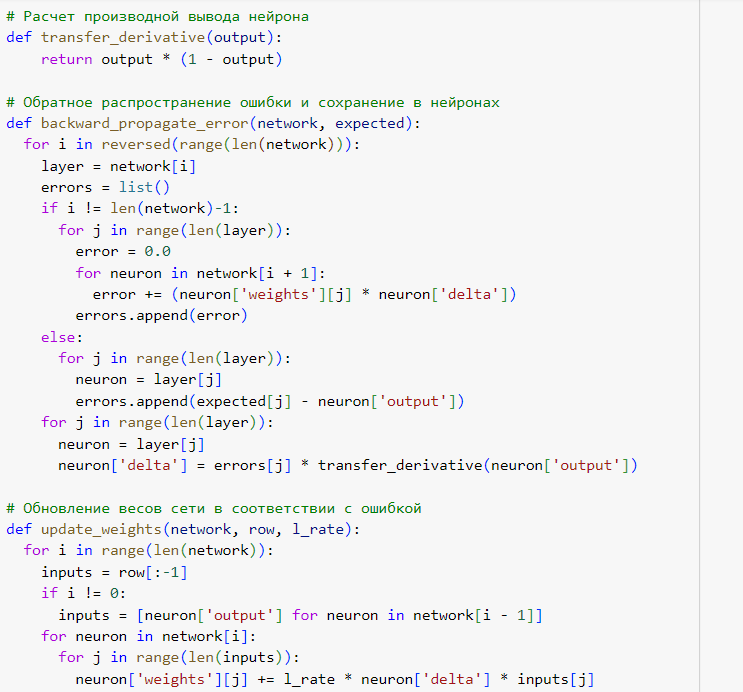 # Расчет производной вывода нейрона
def transfer_derivative(output):
    return output * (1 - output)

# Обратное распространение ошибки и сохранение в нейронах
def backward_propagate_error(network, expected):
  for i in reversed(range(len(network))):
    layer = network[i]
    errors = list()
    if i != len(network)-1:
      for j in range(len(layer)):
        error = 0.0
        for neuron in network[i + 1]:
          error += (neuron['weights'][j] * neuron['delta'])
        errors.append(error)
    else:
      for j in range(len(layer)):
        neuron = layer[j]
        errors.append(expected[j] - neuron['output'])
    for j in range(len(layer)):
      neuron = layer[j]
      neuron['delta'] = errors[j] * transfer_derivative(neuron['output'])

# Обновление весов сети в соответствии с ошибкой
def update_weights(network, row, l_rate):
  for i in range(len(network)):
    inputs = row[:-1]
    if i != 0:
      inputs = [neuron['output'] for neuron in network[i - 1]]
    for neuron in network[i]:
      for j in range(len(inputs)):
        neuron['weights'][j] += l_rate * neuron['delta'] * inputs[j]